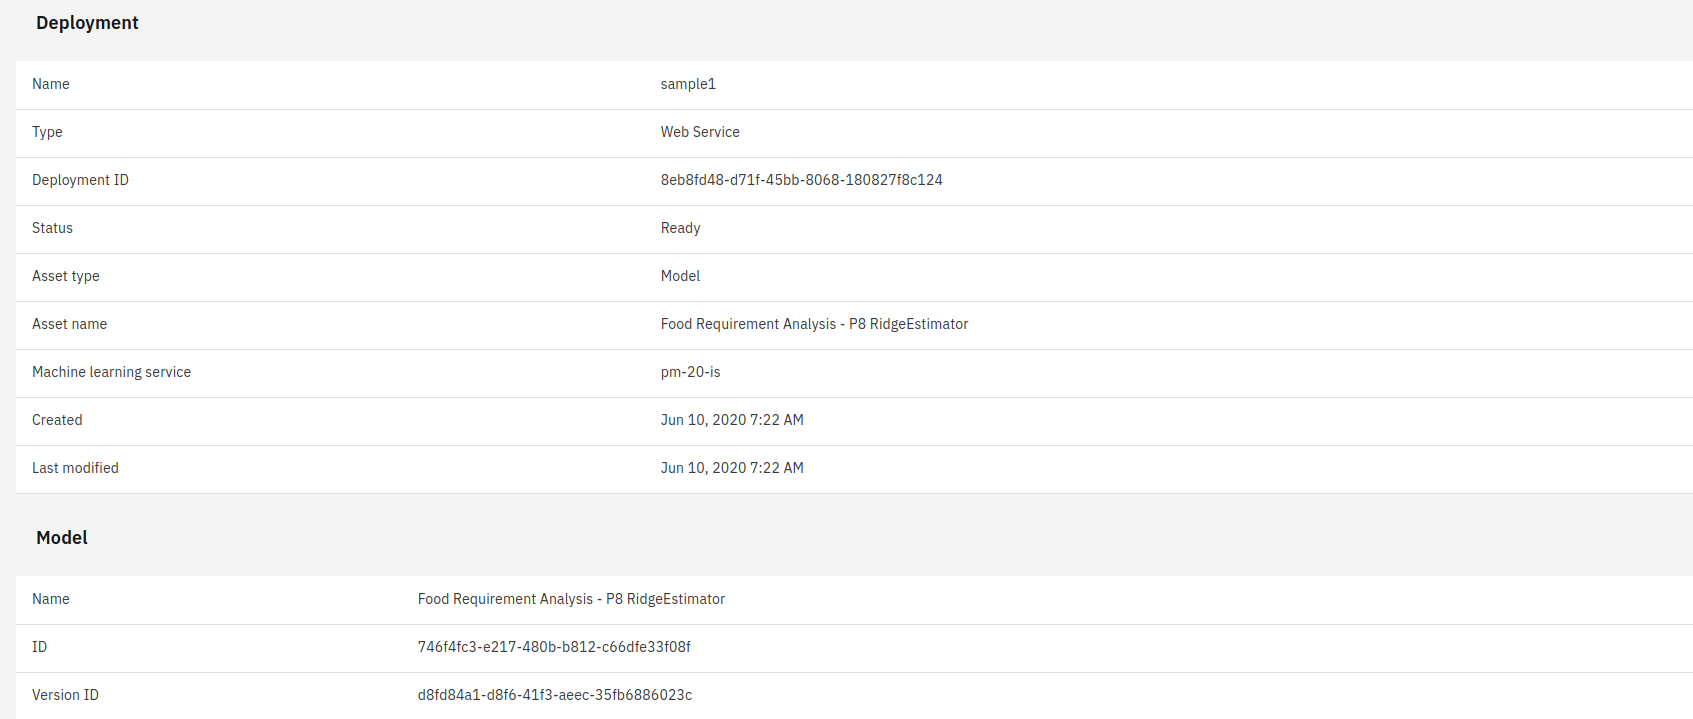 Deployment
Name sample1
Type Web Service
Deployment ID 8eb8fd48-d71f-45bb-8068-180827f8c124
Status Ready
Asset type Model
Asset name Food Requirement Analysis - P8 RidgeEstimator
Machine learning service pm-20-is
Created Jun 10, 2020 7:22 AM
Last modified Jun 10, 2020 7:22 AM
Model
Name Food Requirement Analysis - P8 RidgeEstimator
ID 746f4fc3-e217-480b-b812-c66dfe33f08f
Version ID d8fd84a1-d8f6-41f3-aeec-35fb6886023c